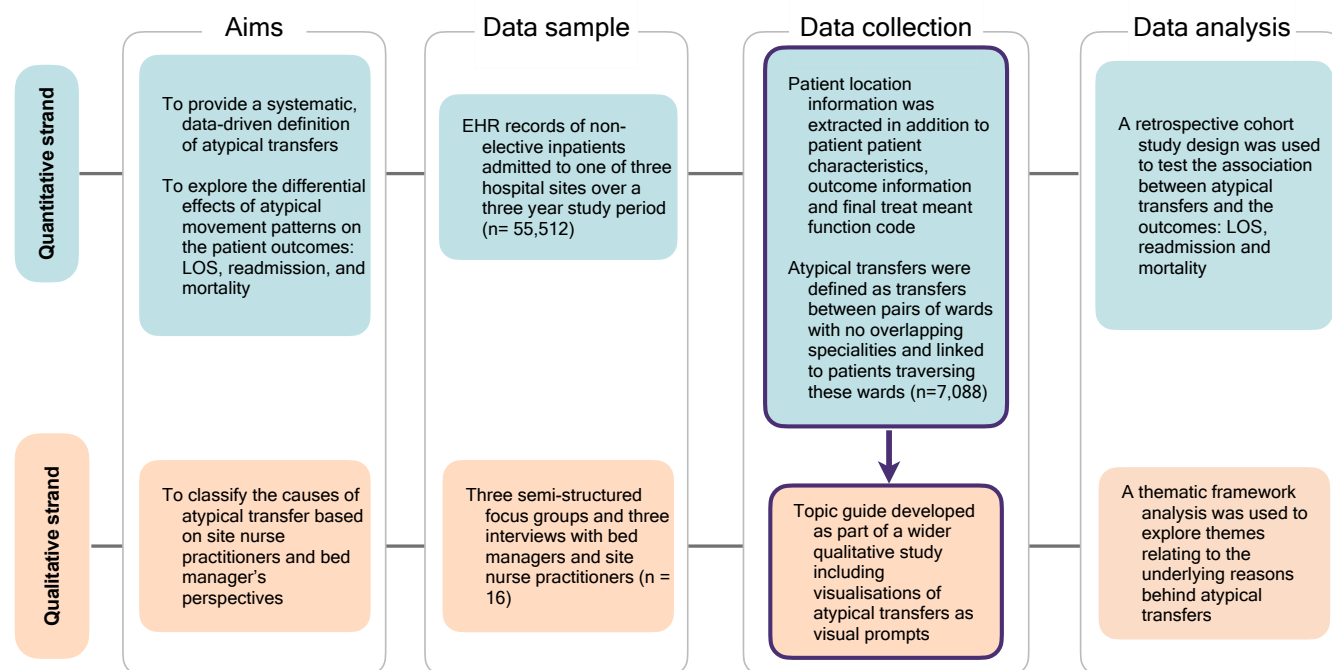 Aims
Data sample
Data collection
Data analysis
Quantitative strand
To provide a systematic,
data-driven definition
of atypical transfers
To explore the differential
effects of atypical
movement patterns on
the patient outcomes:
LOS, readmission, and
mortality
EHR records of non-
elective inpatients
admitted to one of three
hospital sites over a
three year study period
(n= 55,512)
Patient location
information was
extracted in addition to
patient patient
characteristics,
outcome information
and final treat meant
function code
Atypical transfers were
defined as transfers
between pairs of wards
with no overlapping
specialities and linked
to patients traversing
these wards (n=7,088)
A retrospective cohort
study design was used
to test the association
between atypical
transfers and the
outcomes: LOS,
readmission and
mortality
Qualitative strand
To classify the causes of
atypical transfer based
on site nurse
practitioners and bed
manager’s
perspectives
Three semi-structured
focus groups and three
interviews with bed
managers and site
nurse practitioners (n =
16)
Topic guide developed
as part of a wider
qualitative study
including
visualisations of
atypical transfers as
visual prompts
A thematic framework
analysis was used to
explore themes
relating to the
underlying reasons
behind atypical
transfers